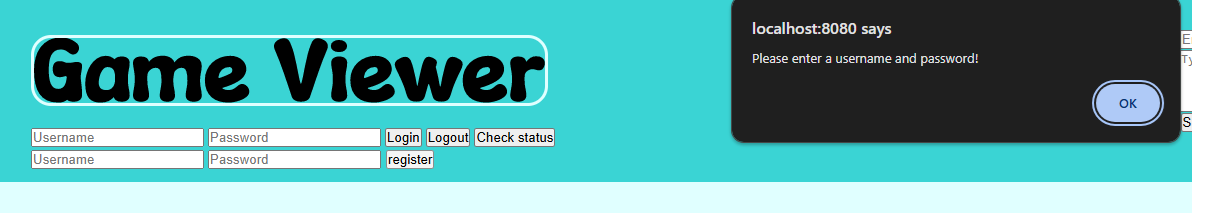 Game Viewer
Username Password Login Logout Check status
Username Password register
localhost:8080 says
Please enter a username and password!
OK